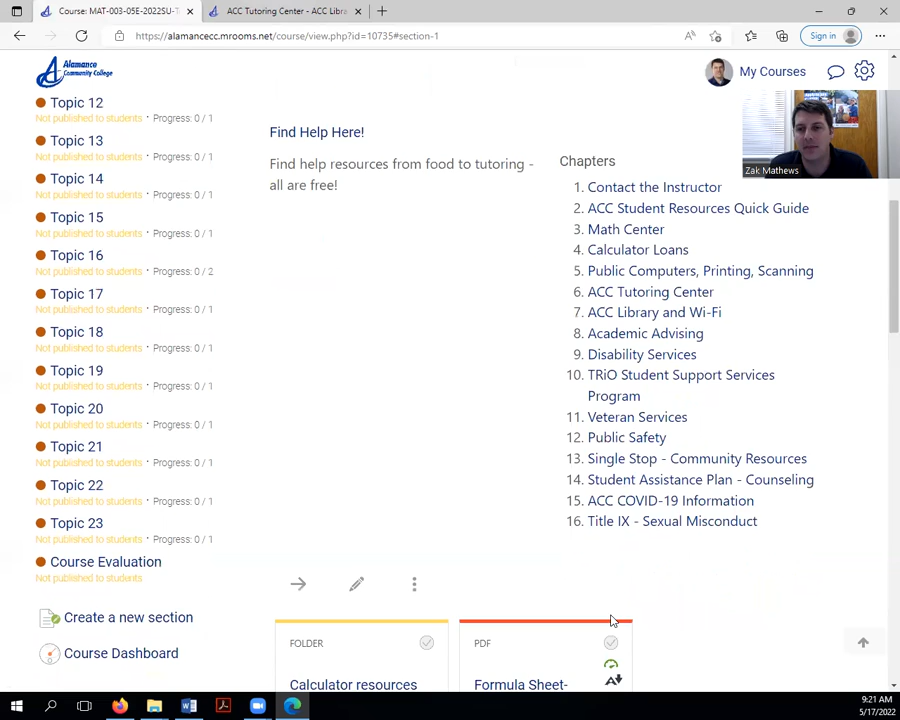 Course: MAT-003-05E-2022SU-T
ACC Tutoring Center - ACC Libra
Sign in
https://alamancecc.mrooms.net/course/view.php?id=10735#section-1
Alamance
Community College
My Courses
Zak Mathews
Topic 12
Not published to students · Progress: 0 / 1
Topic 13
Not published to students · Progress: 0 / 1
Topic 14
Not published to students · Progress: 0 / 1
Topic 15
Not published to students · Progress: 0 / 1
Topic 16
Not published to students · Progress: 0 / 2
Topic 17
Not published to students · Progress: 0 / 1
Topic 18
Not published to students · Progress: 0 / 1
Topic 19
Not published to students · Progress: 0 / 1
Topic 20
Not published to students · Progress: 0 / 1
Topic 21
Not published to students · Progress: 0 / 1
Topic 22
Not published to students · Progress: 0 / 1
Topic 23
Not published to students · Progress: 0 / 1
Course Evaluation
Not published to students
Create a new section
Course Dashboard
Find Help Here!
Find help resources from food to tutoring -
all are free!
Chapters
1. Contact the Instructor
2. ACC Student Resources Quick Guide
3. Math Center
4. Calculator Loans
5. Public Computers, Printing, Scanning
6. ACC Tutoring Center
7. ACC Library and Wi-Fi
8. Academic Advising
9. Disability Services
10. TRiO Student Support Services
Program
11. Veteran Services
12. Public Safety
13. Single Stop - Community Resources
14. Student Assistance Plan - Counseling
15. ACC COVID-19 Information
16. Title IX - Sexual Misconduct
FOLDER
Calculator resources
PDF
Formula Sheet-
9:21 AM
5/17/2022